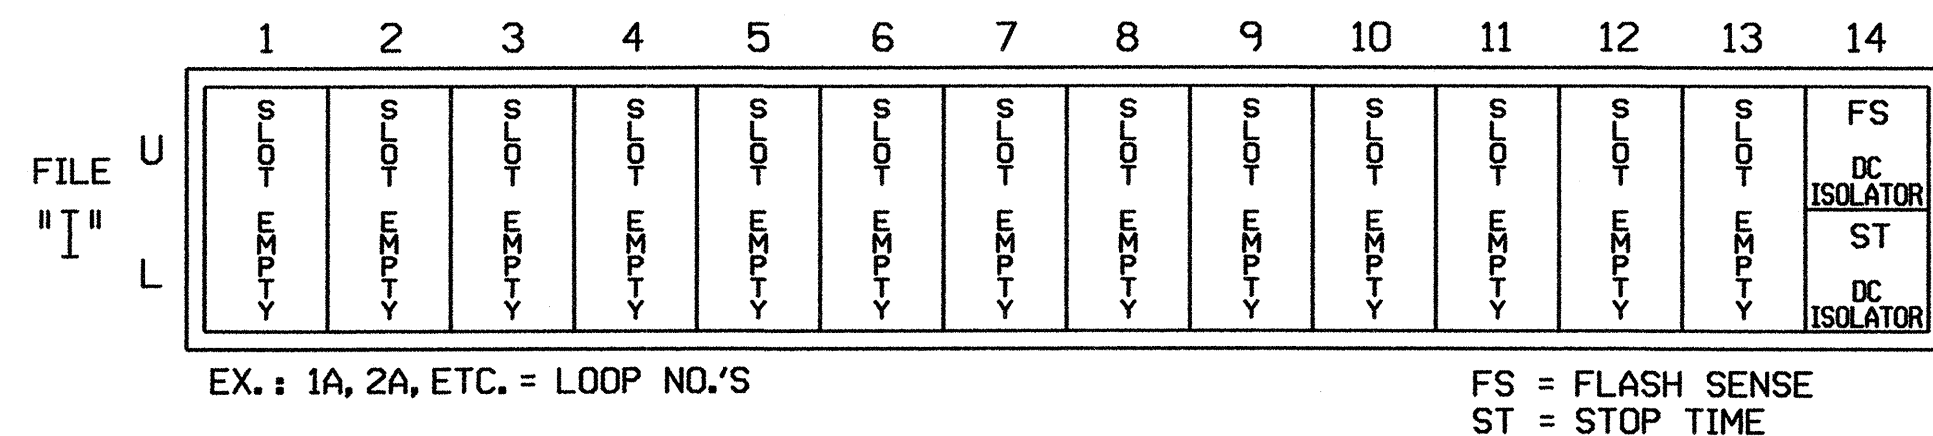 1 2 3 4 5 6 7 8 9 10 11 12 13 14
FILE
"I"
U
L
SLOT EMPTY
SLOT EMPTY
SLOT EMPTY
SLOT EMPTY
SLOT EMPTY
SLOT EMPTY
SLOT EMPTY
SLOT EMPTY
SLOT EMPTY
SLOT EMPTY
SLOT EMPTY
SLOT EMPTY
SLOT EMPTY
FS
DC
ISOLATOR
ST
DC
ISOLATOR
EX.: 1A, 2A, ETC. = LOOP NO.'S
FS = FLASH SENSE
ST = STOP TIME